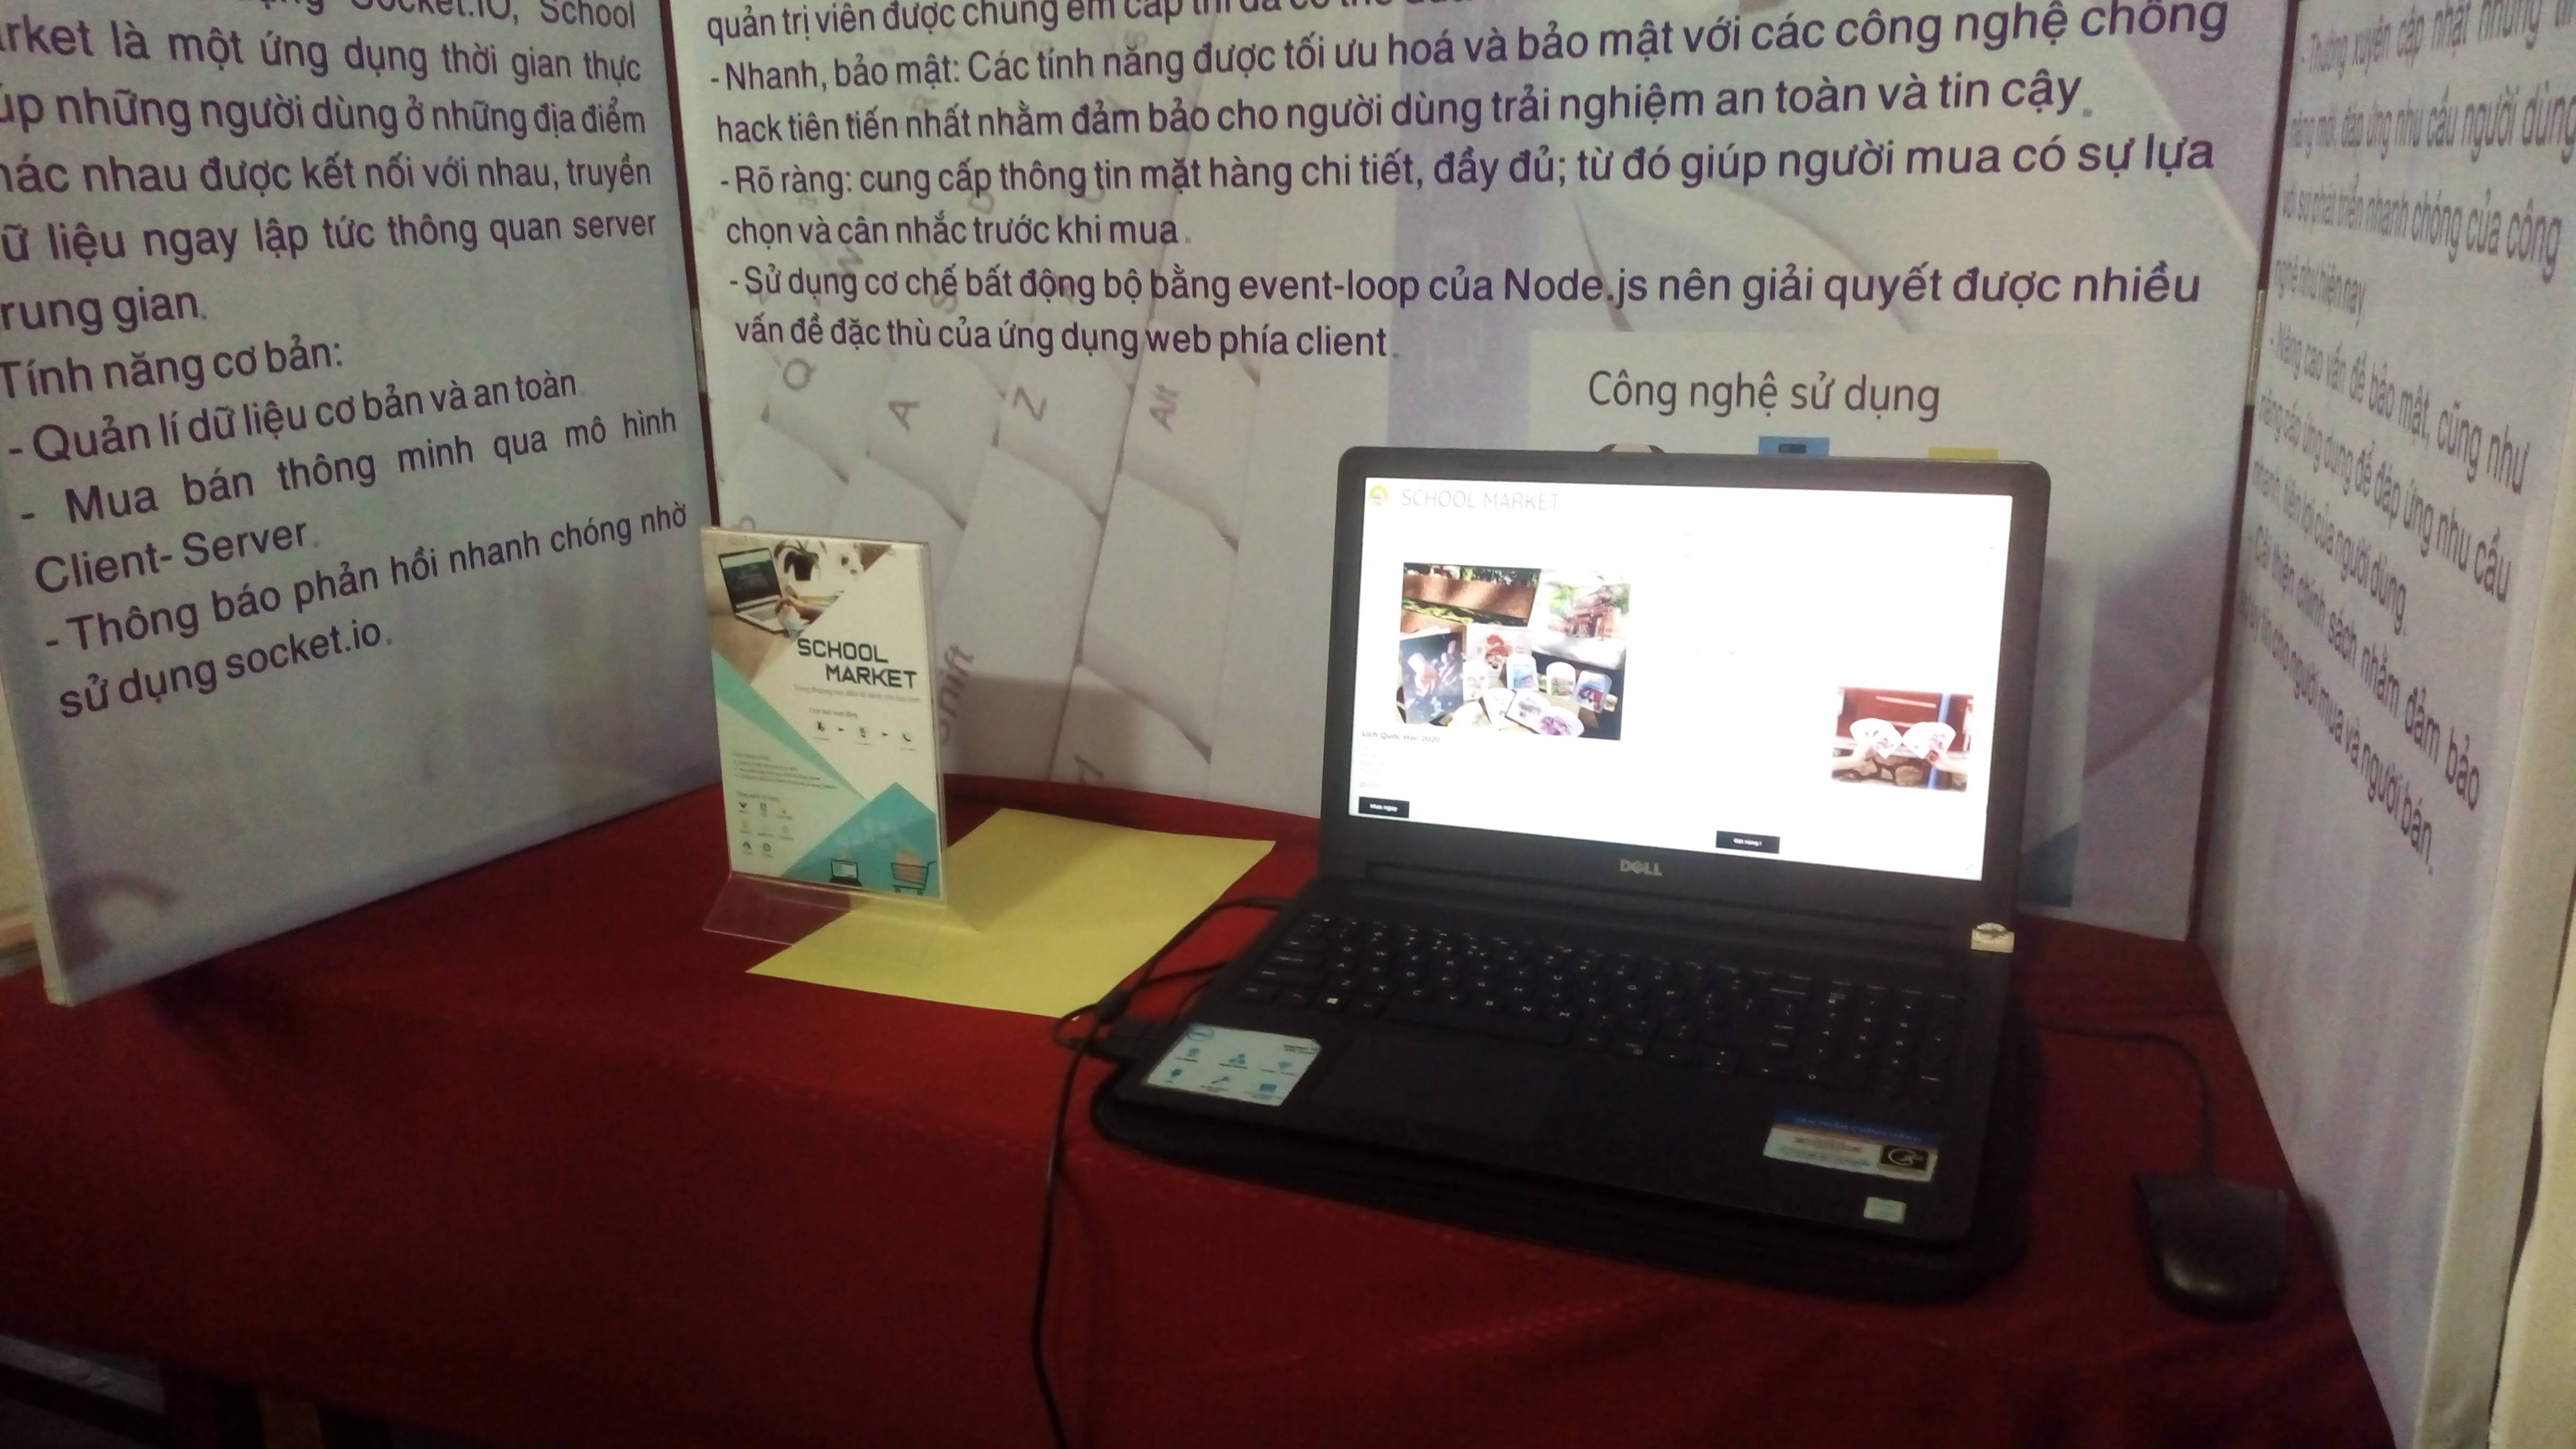 Socket.IO, School
là một ứng dụng thời gian thực
những người dùng ở những địa điểm
nhau được kết nối với nhau, truyền
liệu ngay lập tức thông quan server
gian.
Tính năng cơ bản:
- Quản lí dữ liệu cơ bản và an toàn.
- Mua bán thông minh qua mô hình
Client- Server.
- Thông báo phản hồi nhanh chóng nhờ
sử dụng socket.io.
quản trị viên được chúng em cấp thì đã có thể
- Nhanh, bảo mật: Các tính năng được tối ưu hoá và bảo mật với các công nghệ chống
hack tiên tiến nhất nhằm đảm bảo cho người dùng trải nghiệm an toàn và tin cậy.
- Rõ ràng: cung cấp thông tin mặt hàng chi tiết, đầy đủ; từ đó giúp người mua có sự lựa
chọn và cân nhắc trước khi mua.
- Sử dụng cơ chế bất động bộ bằng event-loop của Node.js nên giải quyết được nhiều
vấn đề đặc thù của ứng dụng web phía client.
Công nghệ sử dụng
Q
A
Z
Alt
Shift
- Thường xuyên cập nhật những
năng mới, đáp ứng nhu cầu người dùng
với sự phát triển nhanh chóng của công
nghệ như hiện nay
- Nâng cao vấn đề bảo mật, cũng như
nâng cấp ứng dụng để đáp ứng nhu cầu
nhanh, tiện lợi của người dùng.
- Cải thiện chính sách nhằm đảm bảo
uy tín cho người mua và người bán.
SCHOOL
MARKET
SCHOOL MARKET
Lịch Quốc Học 2020
Mua ngay
DELL